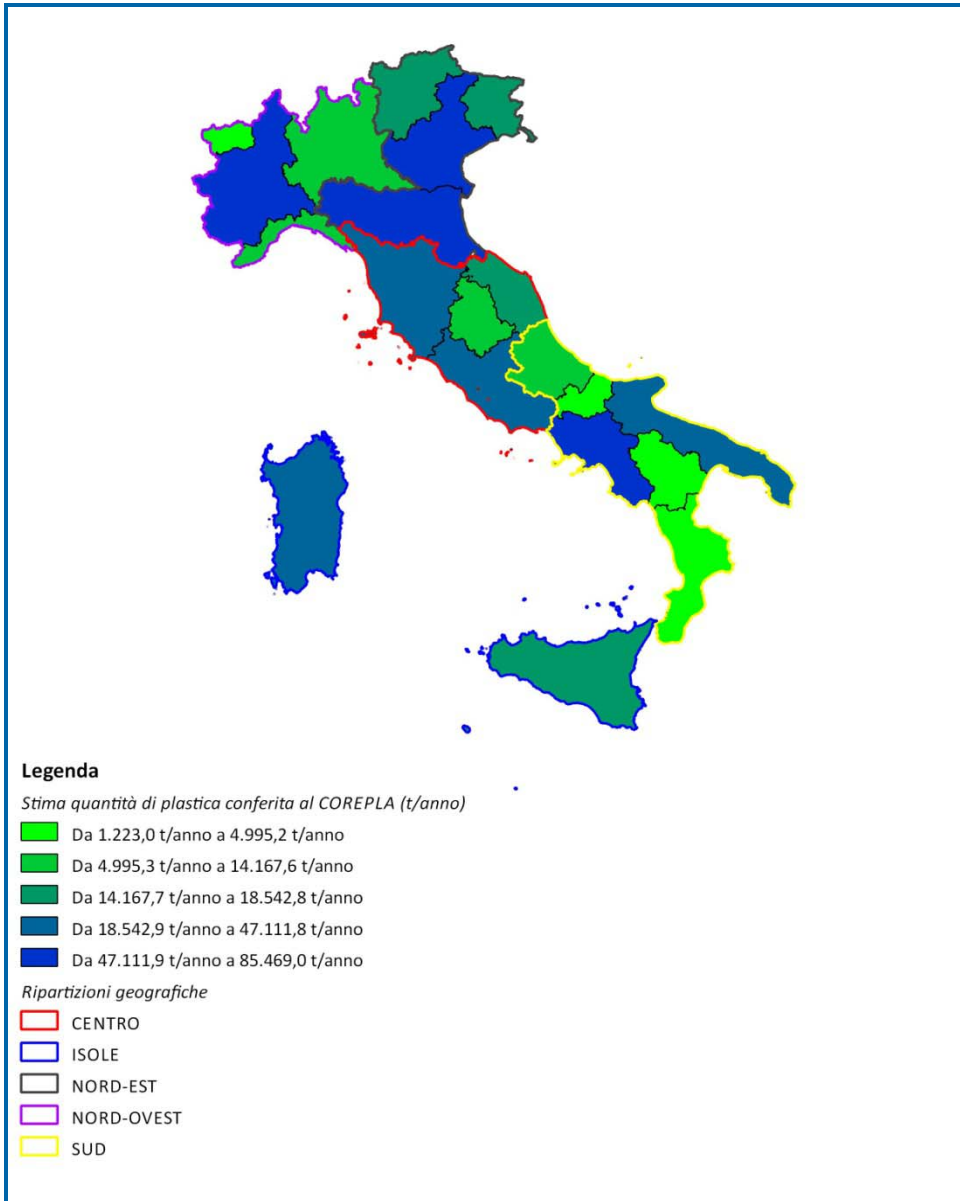 Legenda
Stima quantità di plastica conferita al COREPLA (t/anno)
Da 1.223,0 t/anno a 4.995,2 t/anno
Da 4.995,3 t/anno a 14.167,6 t/anno
Da 14.167,7 t/anno a 18.542,8 t/anno
Da 18.542,9 t/anno a 47.111,8 t/anno
Da 47.111,9 t/anno a 85.469,0 t/anno
Ripartizioni geografiche
CENTRO
ISOLE
NORD-EST
NORD-OVEST
SUD